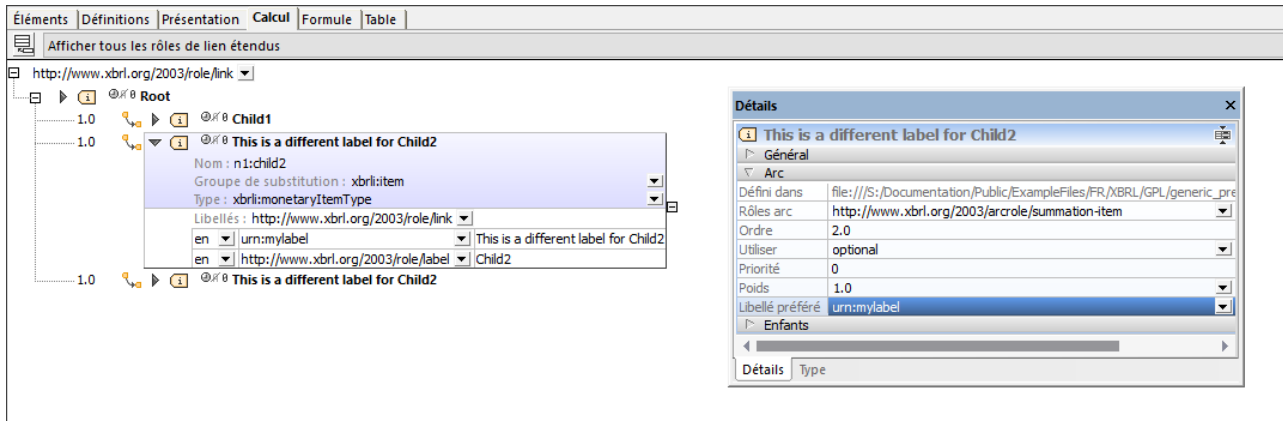 Éléments Définitions Présentation Calcul Formule Table
Afficher tous les rôles de lien étendus
http://www.xbrl.org/2003/role/link
Root
1.0 Child1
1.0 This is a different label for Child2
Nom : n1:child2
Groupe de substitution : xbrli:item
Type : xbrli:monetaryItemType
Libellés : http://www.xbrl.org/2003/role/link
en urn:mylabel This is a different label for Child2
en http://www.xbrl.org/2003/role/label Child2
1.0 This is a different label for Child2
Détails
This is a different label for Child2
Général
Arc
Défini dans file:///S:/Documentation/Public/ExampleFiles/FR/XBRL/GPL/generic_pre
Rôles arc http://www.xbrl.org/2003/arcrole/summation-item
Ordre 2.0
Utiliser optional
Priorité 0
Poids 1.0
Libellé préféré urn:mylabel
Enfants
Détails Type